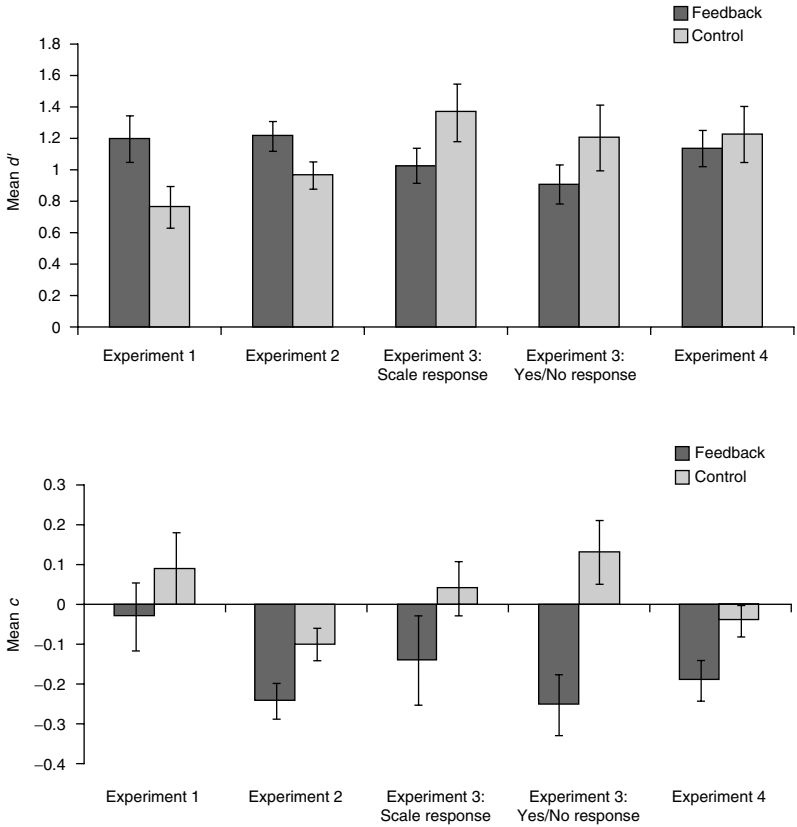 Feedback
Control
1.8
1.6
1.4
1.2
1
0.8
0.6
0.4
0.2
0
Mean d′
Experiment 1
Experiment 2
Experiment 3:
Scale response
Experiment 3:
Yes/No response
Experiment 4
Feedback
Control
0.3
0.2
0.1
0
−0.1
−0.2
−0.3
−0.4
Mean c
Experiment 1
Experiment 2
Experiment 3:
Scale response
Experiment 3:
Yes/No response
Experiment 4